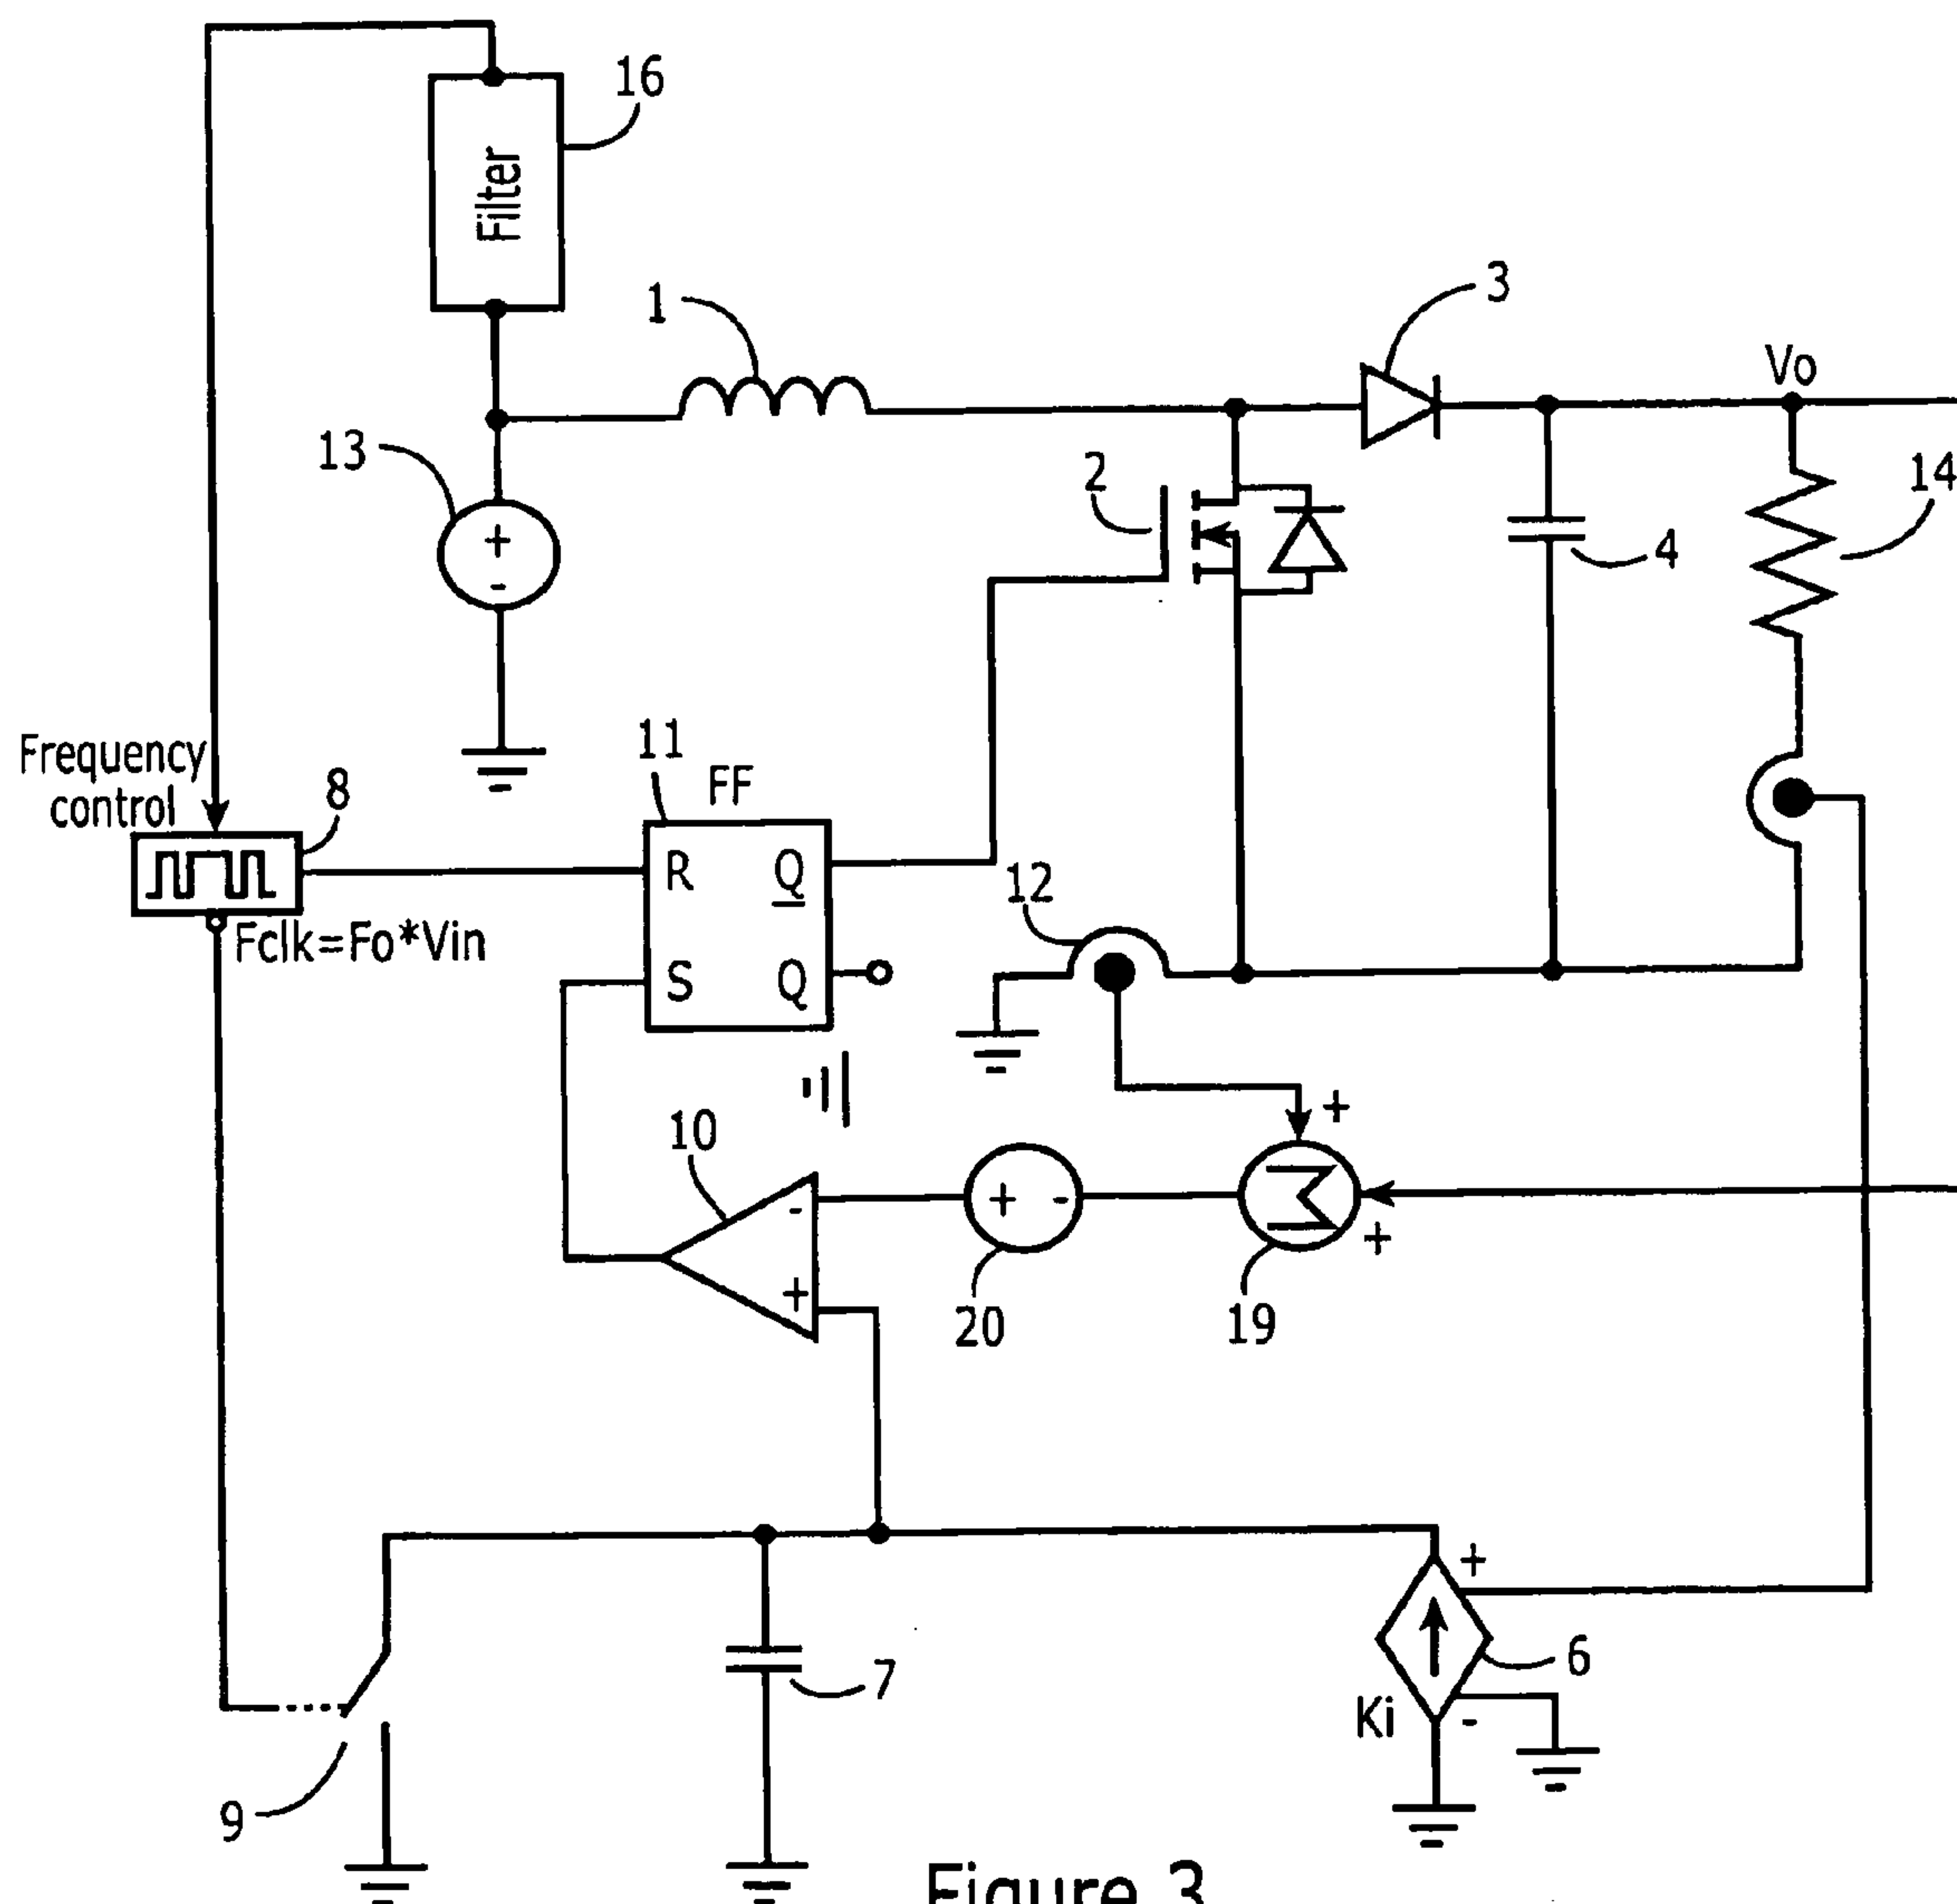 16
Filter
1
3
Vo
13
2
14
4
Frequency
control
8
11
FF
R
Q
12
Fclk=Fo*Vin
S
Q
+
-
10
+
-
+
-
+
+
20
19
+
7
6
Ki
-
9
Figure 3